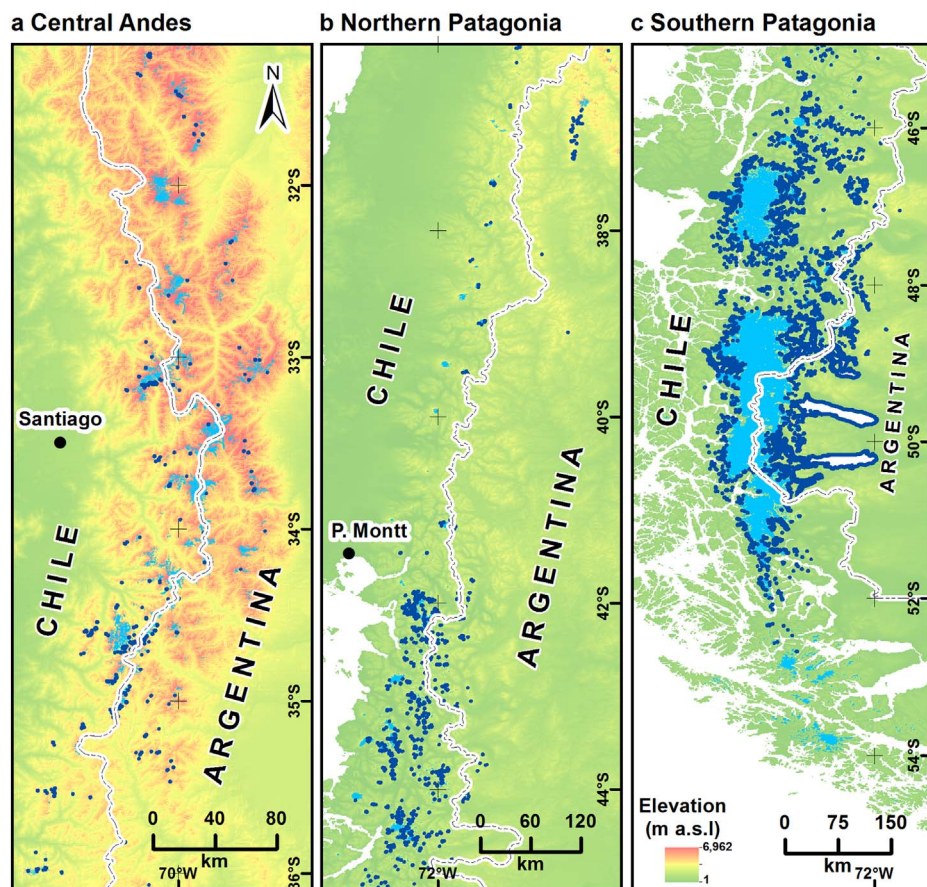 a Central Andes
N
32°S
33°S
Santiago
34°S
CHILE
ARGENTINA
35°S
0 40 80
km
70°W
36°S
b Northern Patagonia
38°S
CHILE
40°S
P. Montt
ARGENTINA
42°S
44°S
0 60 120
km
72°W
c Southern Patagonia
46°S
48°S
CHILE
ARGENTINA
50°S
52°S
54°S
Elevation
(m a.s.l)
6,962
-1
0 75 150
km
72°W